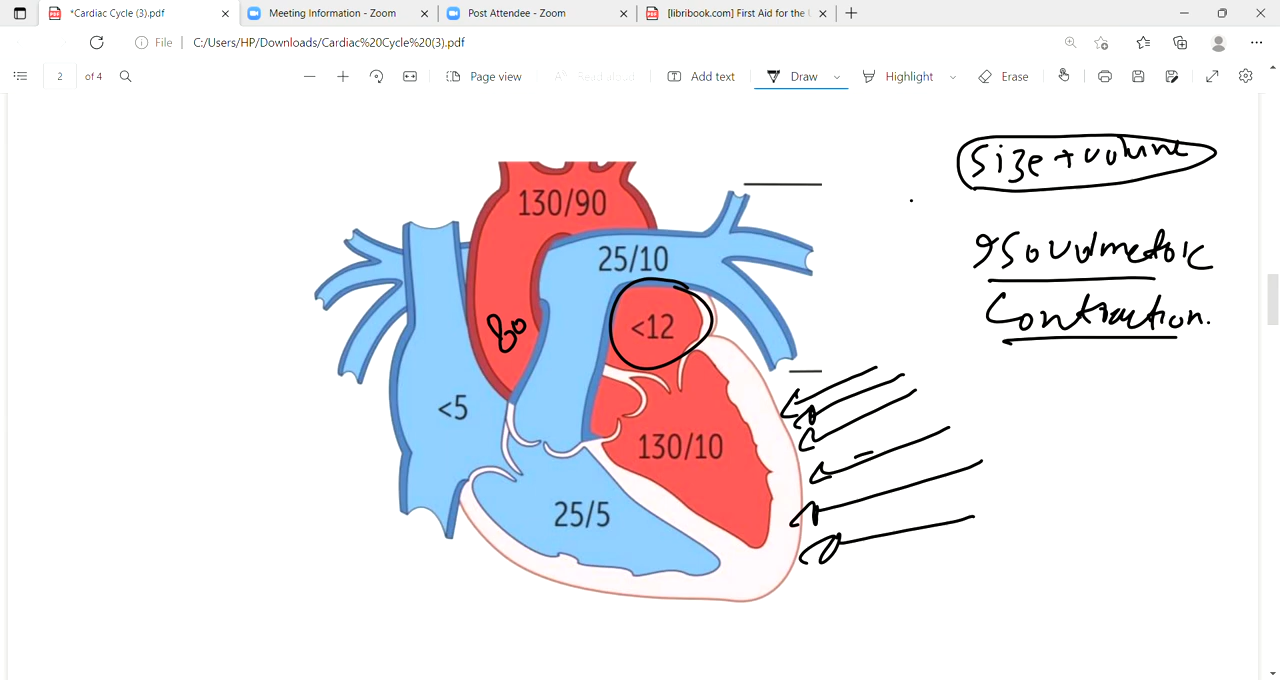 *Cardiac Cycle (3).pdf
Meeting Information - Zoom
Post Attendee - Zoom
[libribook.com] First Aid for the U
File
C:/Users/HP/Downloads/Cardiac%20Cycle%20(3).pdf
2 of 4
Page view
Read aloud
Add text
Draw
Highlight
Erase
Size + volume
130/90
Isovolmetric
25/10
Contraction.
80
<12
<5
130/10
25/5